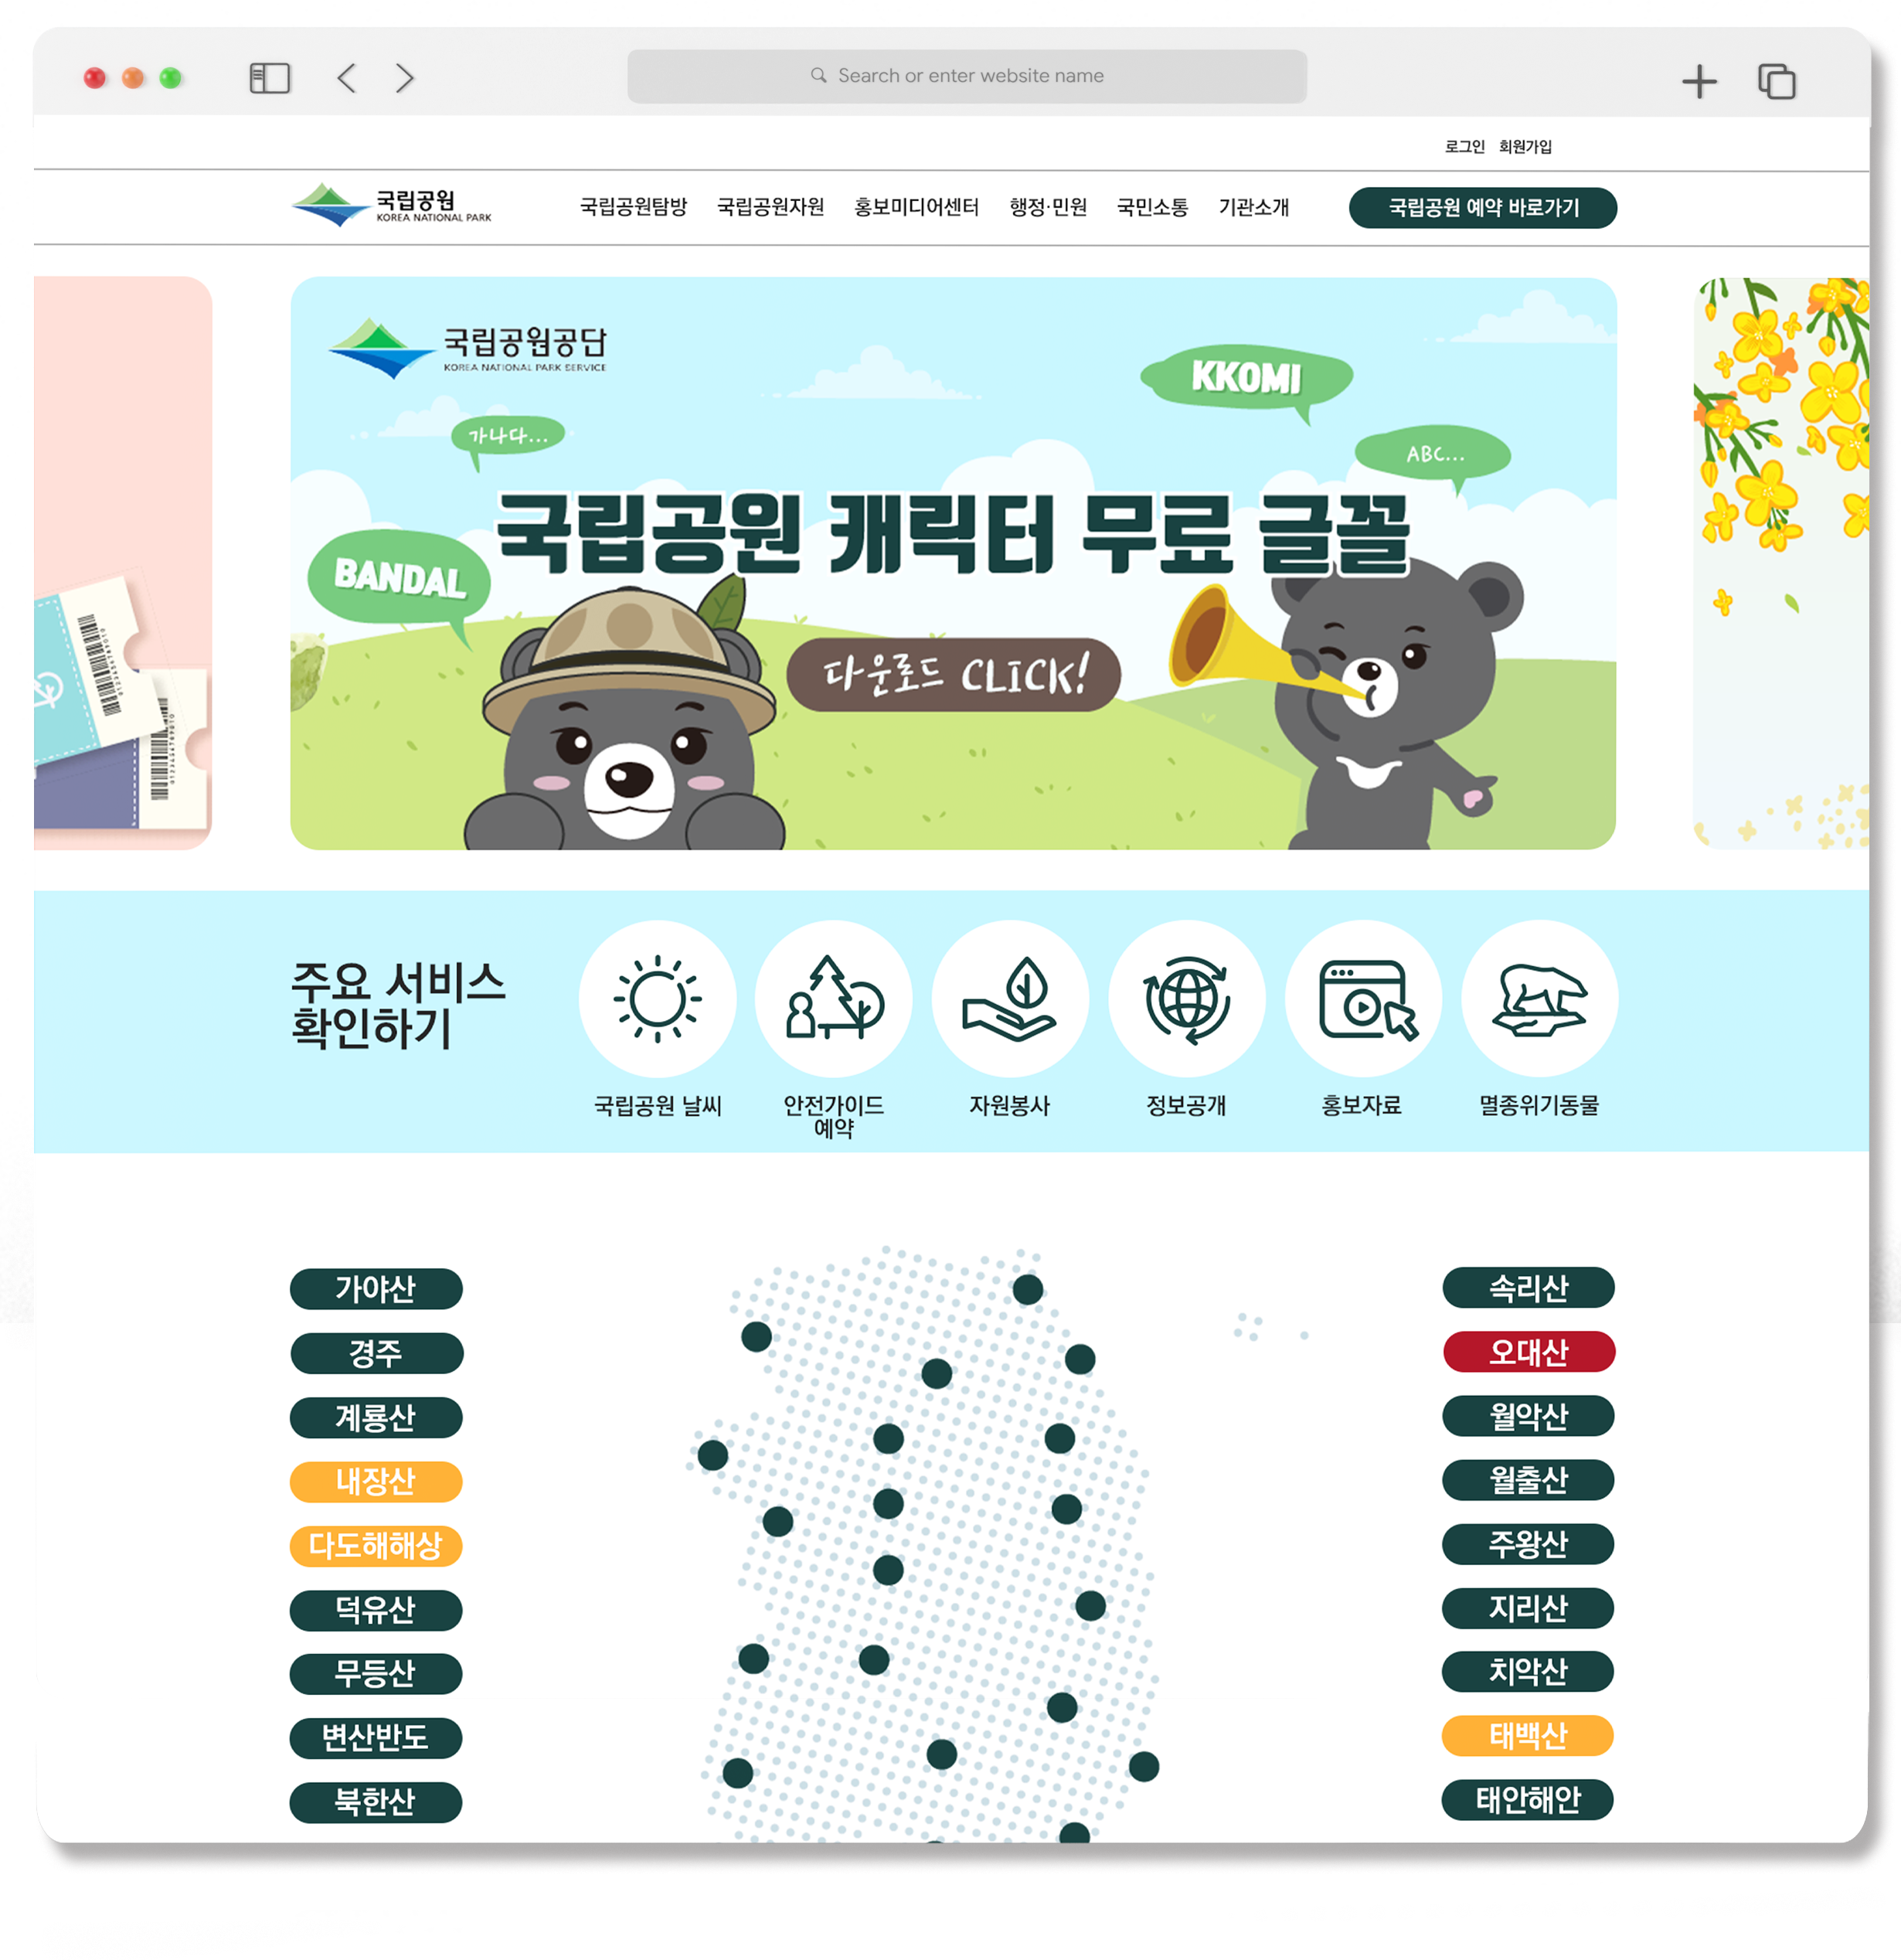 Search or enter website name
로그인 회원가입
국립공원
KOREA NATIONAL PARK
국립공원탐방 국립공원자원 홍보미디어센터 행정·민원 국민소통 기관소개
국립공원 예약 바로가기
국립공원공단
KOREA NATIONAL PARK SERVICE
KKOMI
가나다...
ABC...
국립공원 캐릭터 무료 글꼴
BANDAL
다운로드 CLICK!
주요 서비스
확인하기
국립공원 날씨
안전가이드
예약
자원봉사
정보공개
홍보자료
멸종위기동물
가야산
경주
계룡산
내장산
다도해해상
덕유산
무등산
변산반도
북한산
속리산
오대산
월악산
월출산
주왕산
지리산
치악산
태백산
태안해안